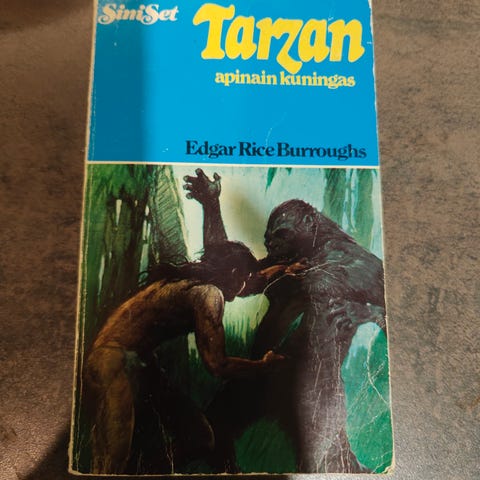 SiniSet
Tarzan
apinain kuningas
Edgar Rice Burroughs